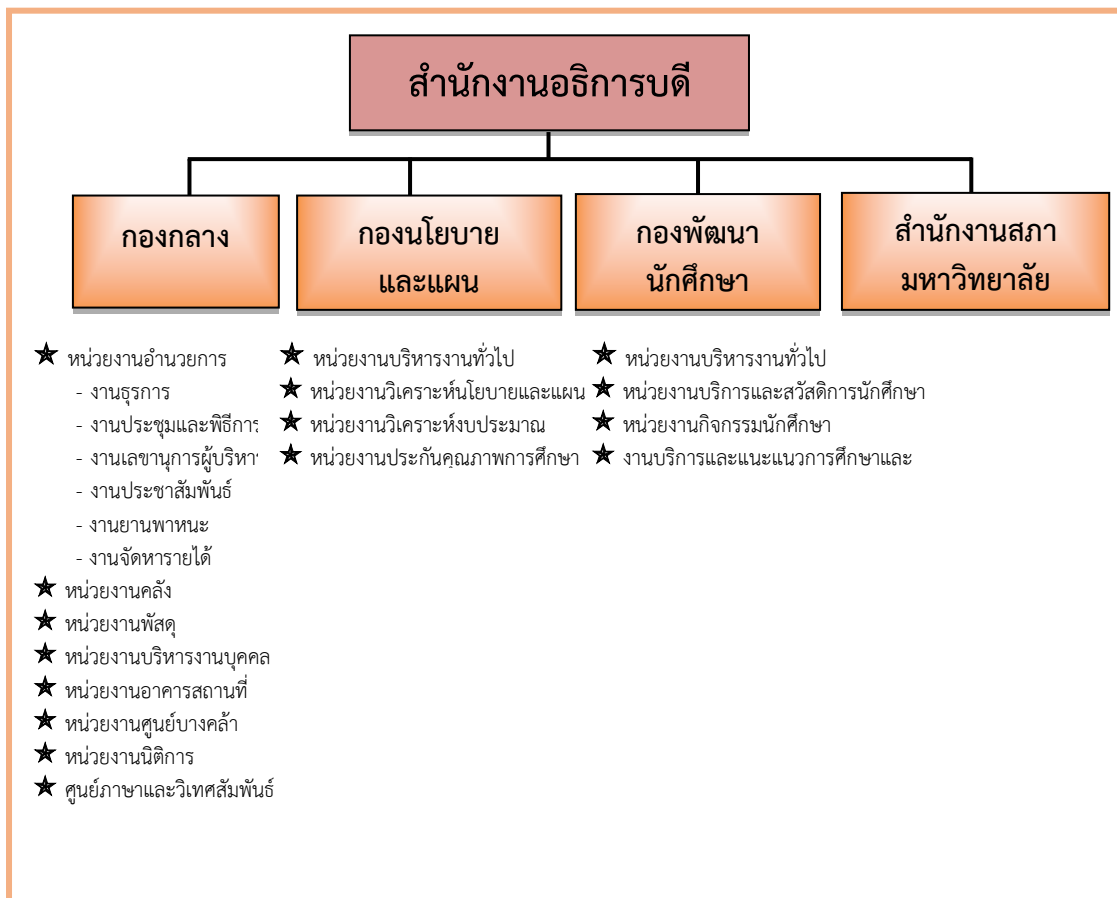 สำนักงานอธิการบดี
กองกลาง
กองนโยบาย
และแผน
กองพัฒนา
นักศึกษา
สำนักงานสภา
มหาวิทยาลัย
หน่วยงานอำนวยการ
- งานธุรการ
- งานประชุมและพิธีการ
- งานเลขานุการผู้บริหา
- งานประชาสัมพันธ์
- งานยานพาหนะ
- งานจัดหารายได้
หน่วยงานคลัง
หน่วยงานพัสดุ
หน่วยงานบริหารงานบุคคล
หน่วยงานอาคารสถานที่
หน่วยงานศูนย์บางคล้า
หน่วยงานนิติการ
ศูนย์ภาษาและวิเทศสัมพันธ์
หน่วยงานบริหารงานทั่วไป
หน่วยงานวิเคราะห์นโยบายและแผน
หน่วยงานวิเคราะห์งบประมาณ
หน่วยงานประกันคุณภาพการศึกษา
หน่วยงานบริหารงานทั่วไป
หน่วยงานบริการและสวัสดิการนักศึกษา
หน่วยงานกิจกรรมนักศึกษา
งานบริการและแนะแนวการศึกษาและ